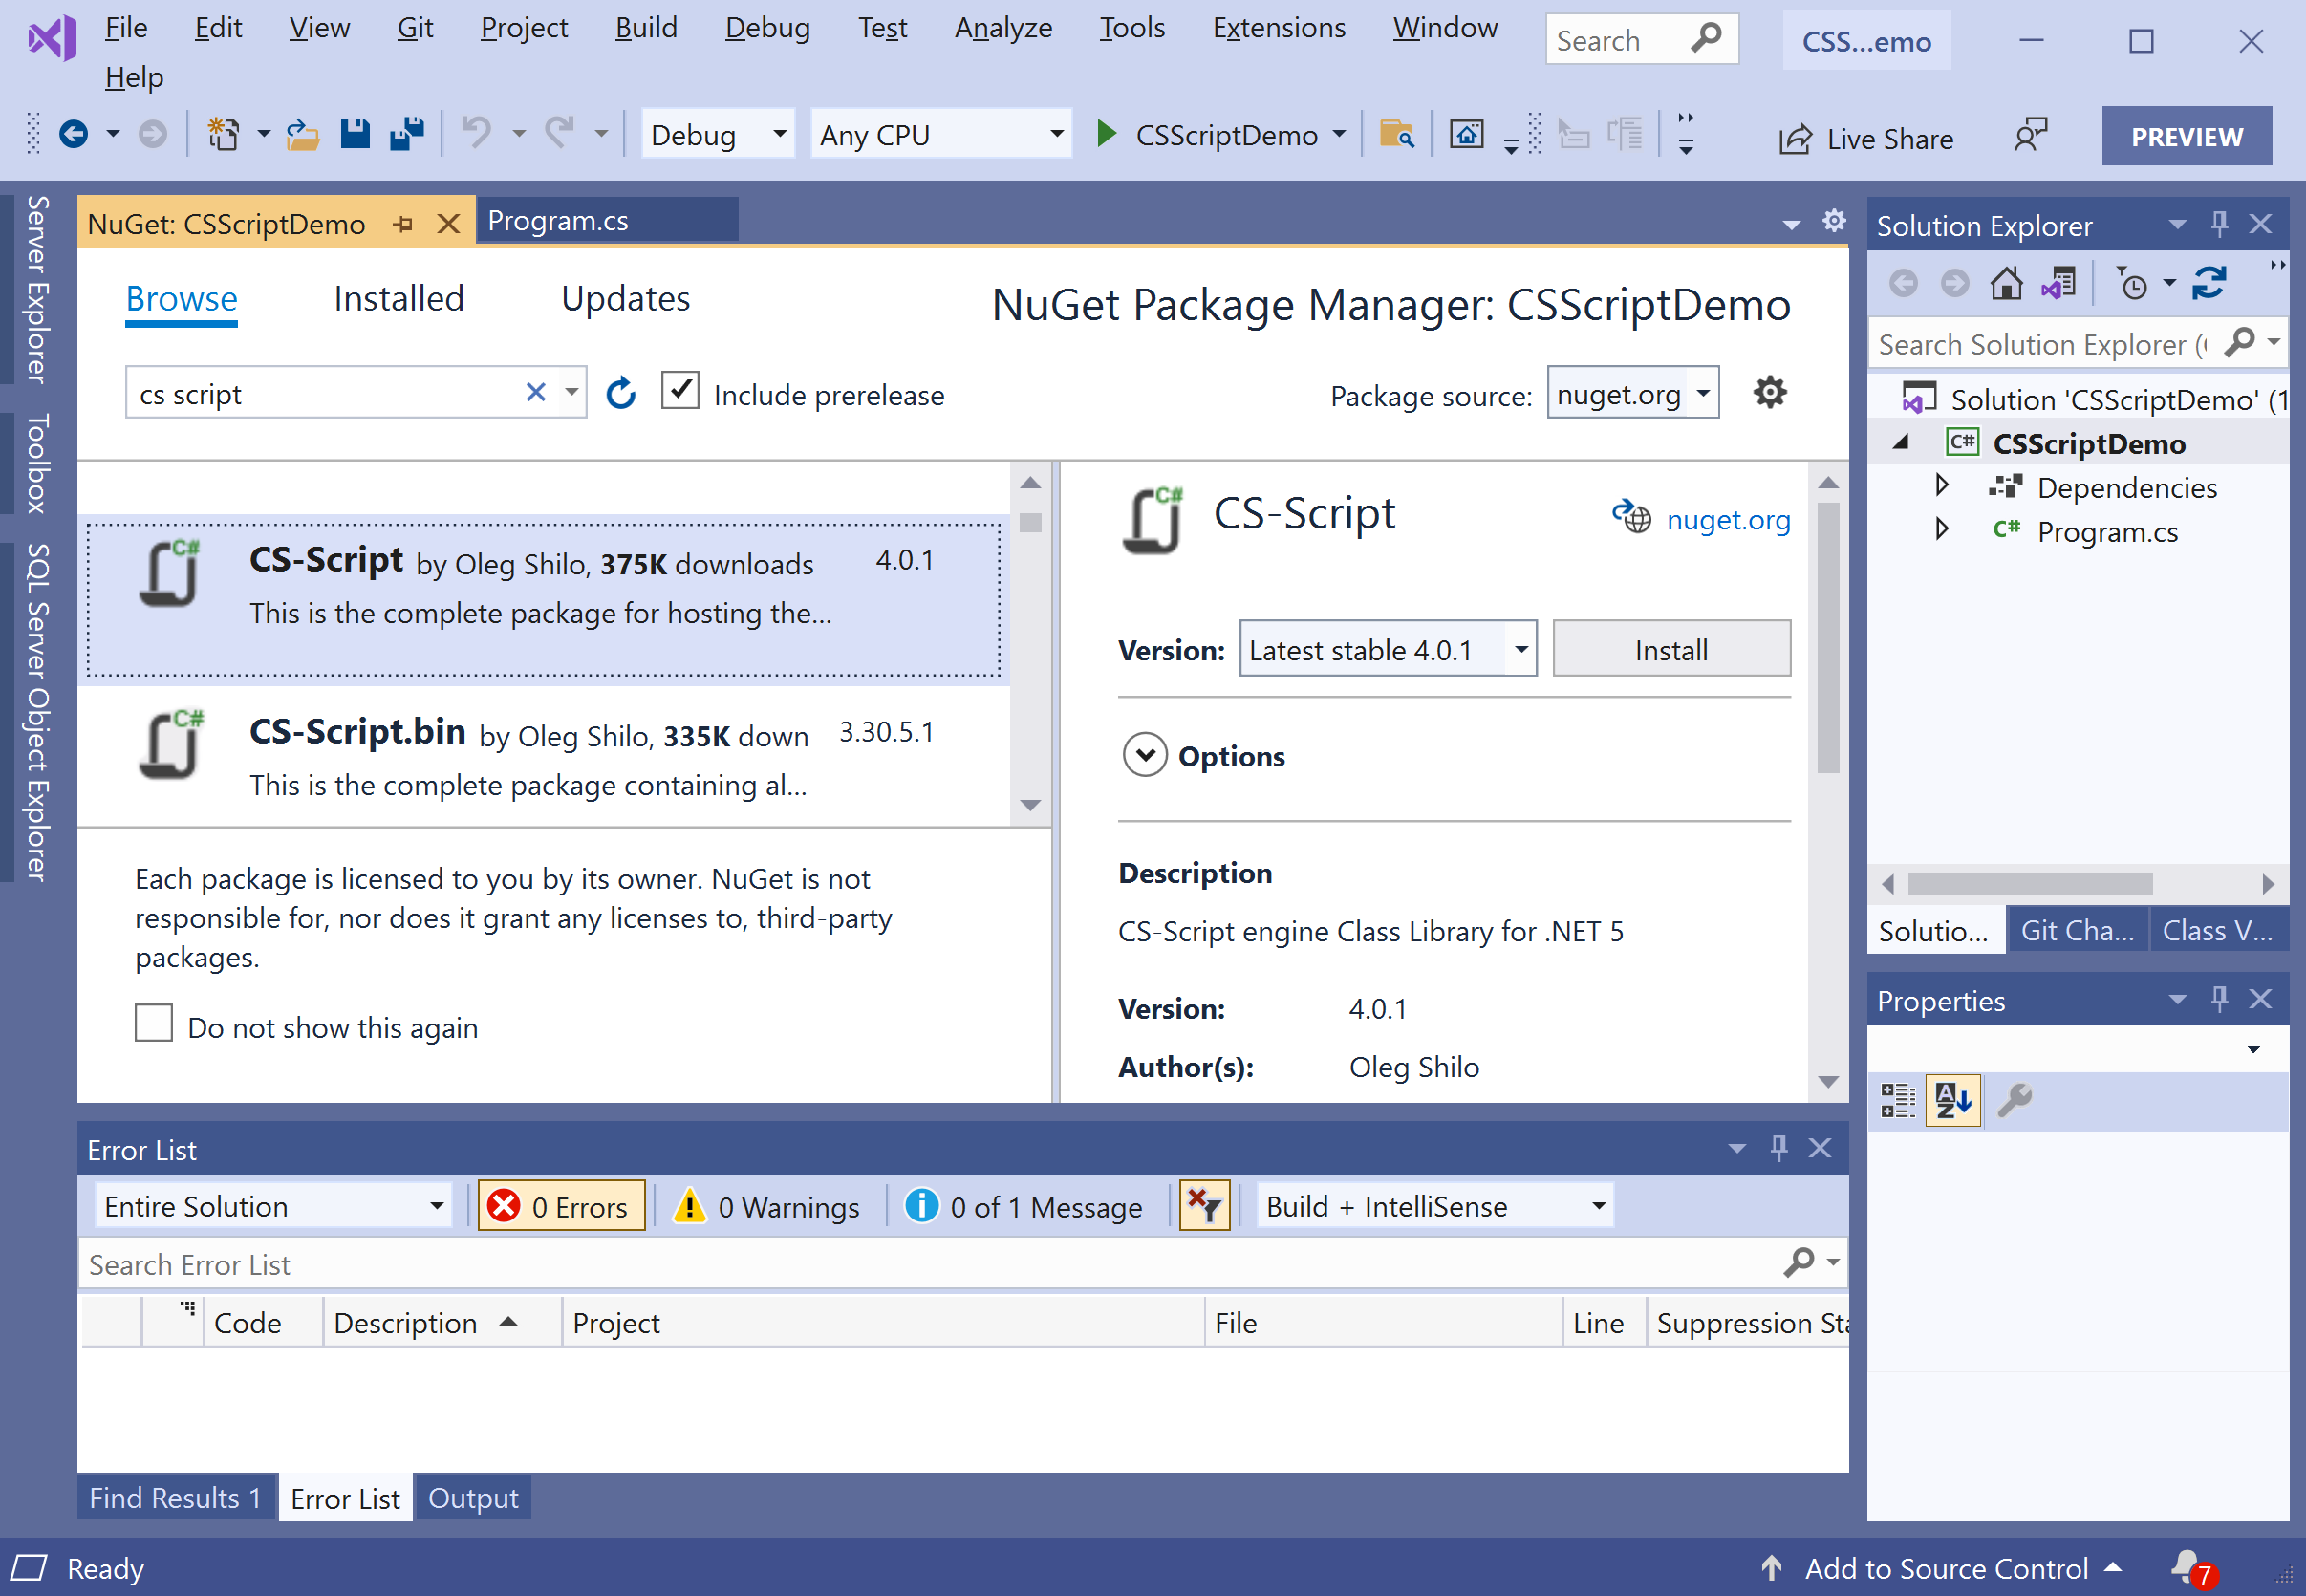 File Edit View Git Project Build Debug Test Analyze Tools Extensions Window Search CSS...emo
Help
Debug Any CPU CSScriptDemo Live Share PREVIEW
Server Explorer
Toolbox
SQL Server Object Explorer
NuGet: CSScriptDemo Program.cs
Browse Installed Updates NuGet Package Manager: CSScriptDemo
cs script Include prerelease Package source: nuget.org
CS-Script by Oleg Shilo, 375K downloads 4.0.1
This is the complete package for hosting the...
CS-Script.bin by Oleg Shilo, 335K down 3.30.5.1
This is the complete package containing al...
Each package is licensed to you by its owner. NuGet is not
responsible for, nor does it grant any licenses to, third-party
packages.
Do not show this again
CS-Script nuget.org
Version: Latest stable 4.0.1 Install
Options
Description
CS-Script engine Class Library for .NET 5
Version: 4.0.1
Author(s): Oleg Shilo
Solution Explorer
Search Solution Explorer (
Solution 'CSScriptDemo' (1
C# CSScriptDemo
Dependencies
C# Program.cs
Solutio... Git Cha... Class V...
Properties
Error List
Entire Solution 0 Errors 0 Warnings 0 of 1 Message Build + IntelliSense
Search Error List
Code Description Project File Line Suppression Sta
Find Results 1 Error List Output
Ready Add to Source Control 7